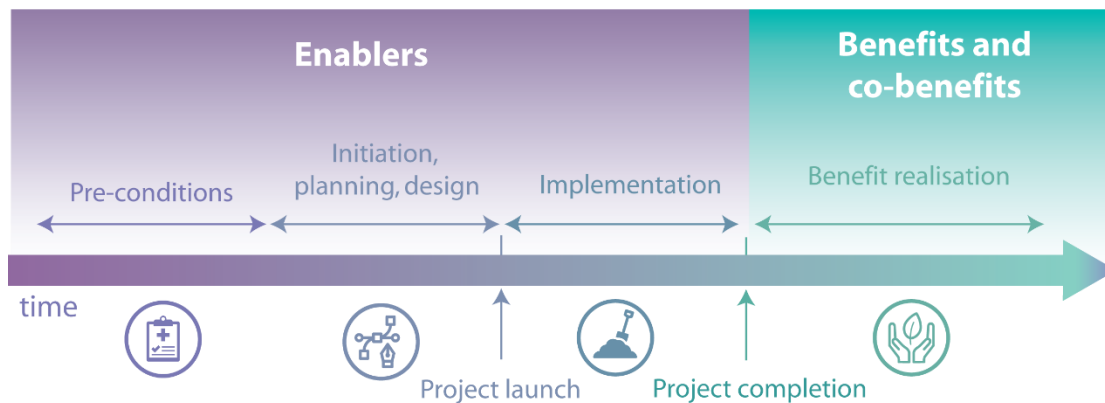 Enablers
Benefits and
co-benefits
Pre-conditions
Initiation,
planning, design
Implementation
Benefit realisation
time
Project launch
Project completion